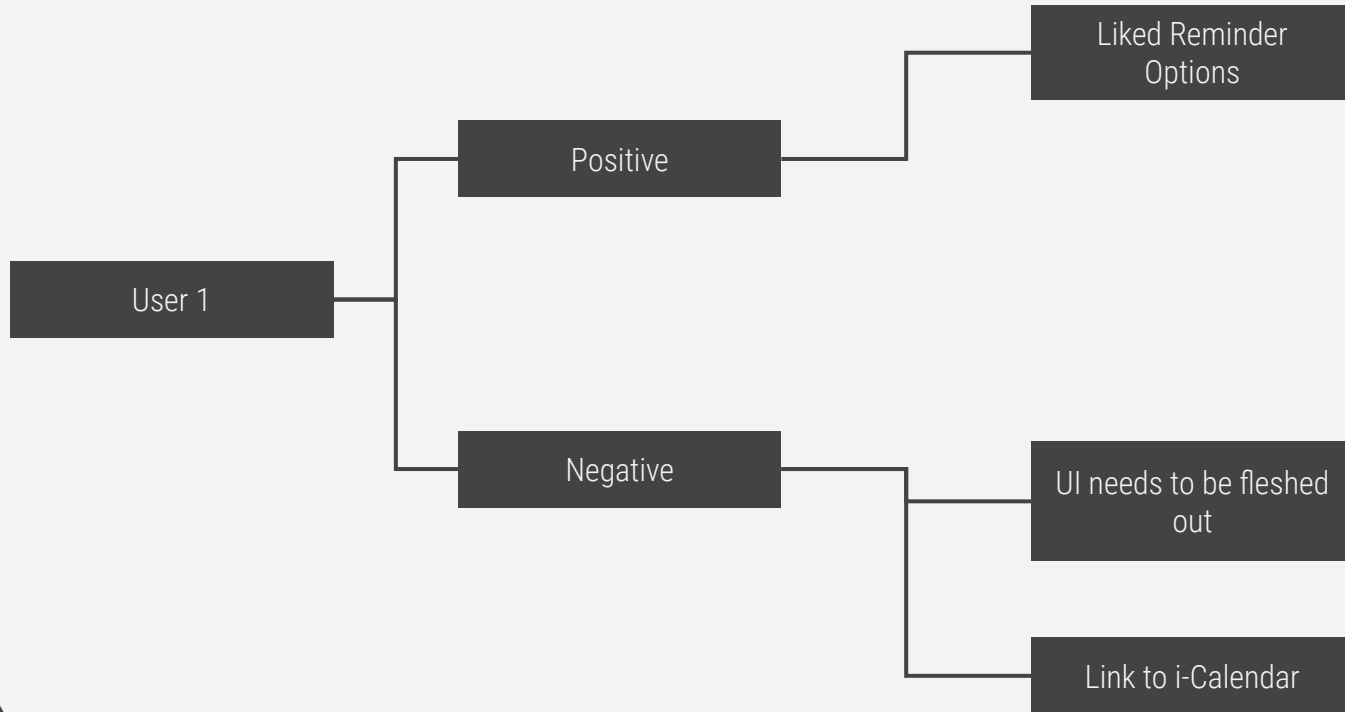 Liked Reminder
Options
Positive
User 1
Negative
UI needs to be fleshed
out
Link to i-Calendar